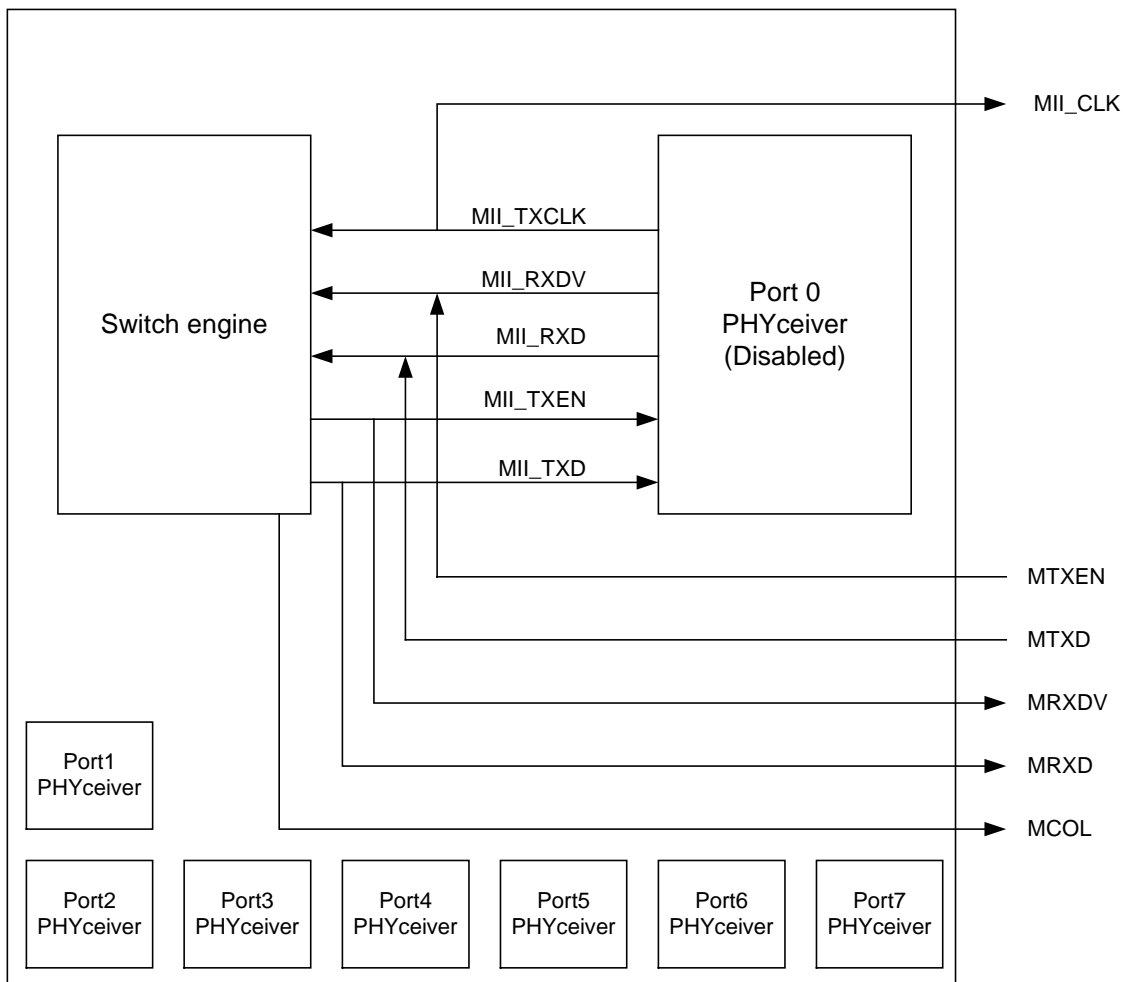 MII_CLK
MII_TXCLK
MII_RXDV
Switch engine
Port 0
PHYceiver
(Disabled)
MII_RXD
MII_TXEN
MII_TXD
MTXEN
MTXD
MRXDV
Port1
PHYceiver
MRXD
MCOL
Port2
PHYceiver
Port3
PHYceiver
Port4
PHYceiver
Port5
PHYceiver
Port6
PHYceiver
Port7
PHYceiver